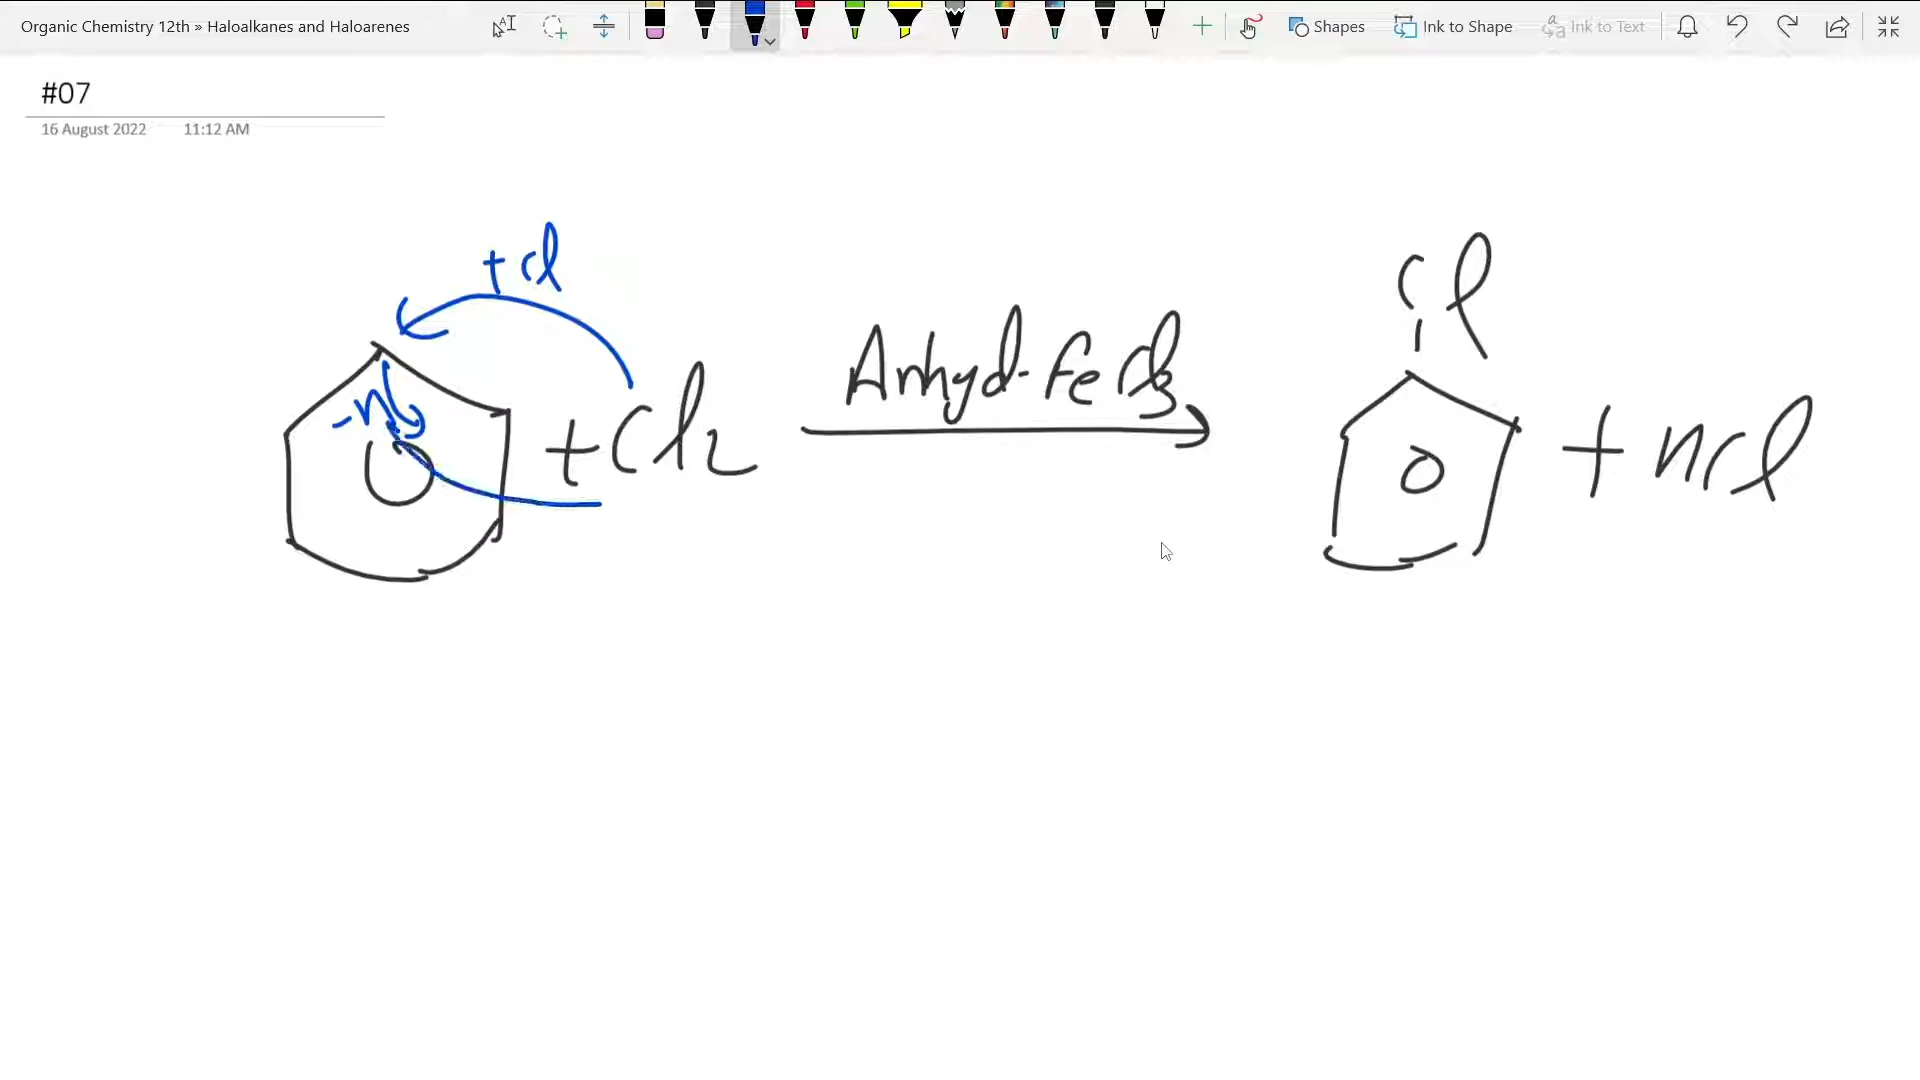 Organic Chemistry 12th » Haloalkanes and Haloarenes
Shapes
Ink to Shape
Ink to Text
#07
16 August 2022 11:12 AM
+cl
-H
+Cl₂
Anhyd-FeCl₃
Cl
+ HCl